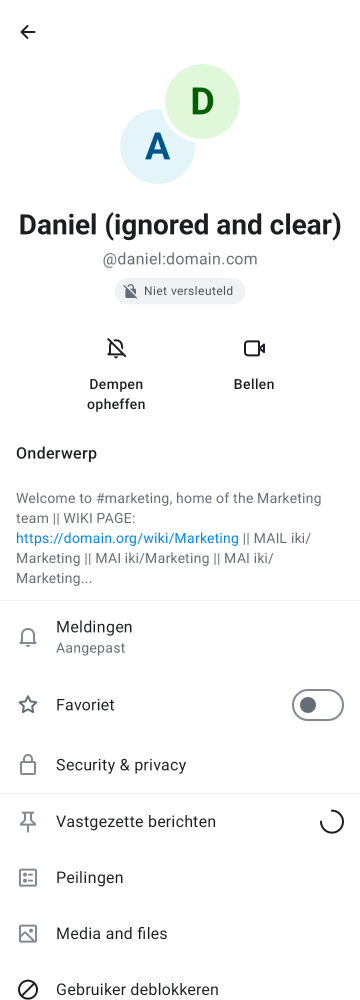 D
A
Daniel (ignored and clear)
@daniel:domain.com
Niet versleuteld
Dempen
opheffen
Bellen
Onderwerp
Welcome to #marketing, home of the Marketing
team || WIKI PAGE:
https://domain.org/wiki/Marketing || MAIL iki/
Marketing || MAI iki/Marketing || MAI iki/
Marketing...
Meldingen
Aangepast
Favoriet
Security & privacy
Vastgezette berichten
Peilingen
Media and files
Gebruiker deblokkeren